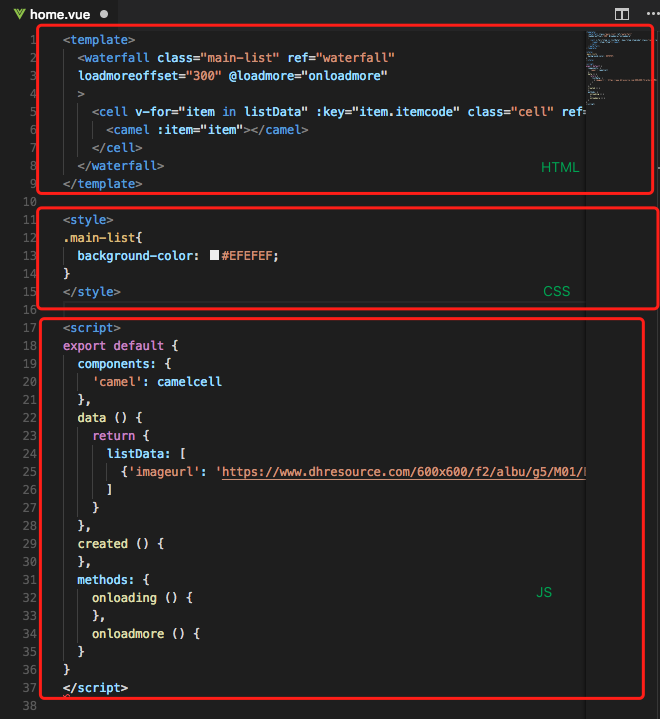 home.vue
1 <template>
2 <waterfall class="main-list" ref="waterfall"
3 loadmoreoffset="300" @loadmore="onloadmore"
4 >
5 <cell v-for="item in listData" :key="item.itemcode" class="cell" ref=
6 <camel :item="item"></camel>
7 </cell>
8 </waterfall>
HTML
9 </template>
10
11 <style>
12 .main-list{
13 background-color: #EFEFEF;
14 }
15 </style>
CSS
16
17 <script>
18 export default {
19 components: {
20 'camel': camelcell
21 },
22 data () {
23 return {
24 listData: [
25 {'imageurl': 'https://www.dhresource.com/600x600/f2/albu/g5/M01/
26 ]
27 }
28 },
29 created () {
30 },
31 methods: {
32 onloading () {
JS
33 },
34 onloadmore () {
35 }
36 }
37 </script>
38